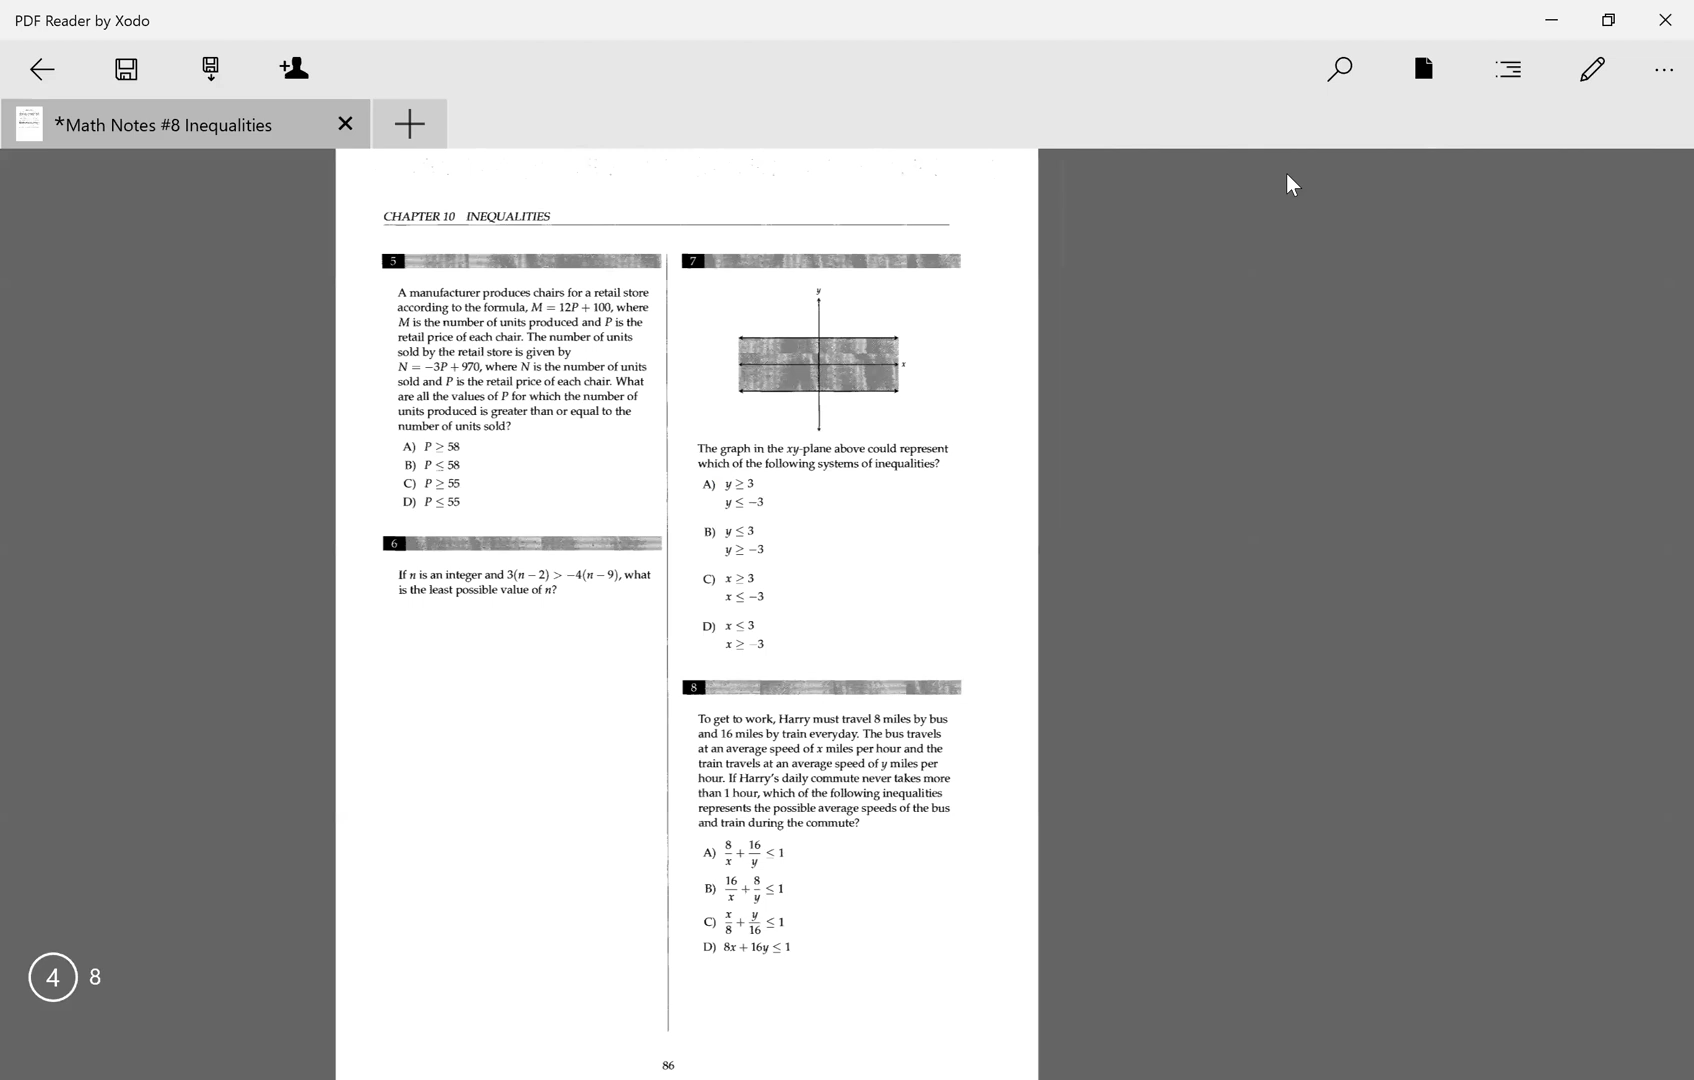 PDF Reader by Xodo
*Math Notes #8 Inequalities
CHAPTER 10 INEQUALITIES
5
A manufacturer produces chairs for a retail store
according to the formula, M = 12P + 100, where
M is the number of units produced and P is the
retail price of each chair. The number of units
sold by the retail store is given by
N = −3P + 970, where N is the number of units
sold and P is the retail price of each chair. What
are all the values of P for which the number of
units produced is greater than or equal to the
number of units sold?
A) P ≥ 58
B) P ≤ 58
C) P ≥ 55
D) P ≤ 55
6
If n is an integer and 3(n − 2) > −4(n − 9), what
is the least possible value of n?
7
y
x
The graph in the xy-plane above could represent
which of the following systems of inequalities?
A) y ≥ 3
y ≤ −3
B) y ≤ 3
y ≥ −3
C) x ≥ 3
x ≤ −3
D) x ≤ 3
x ≥ −3
8
To get to work, Harry must travel 8 miles by bus
and 16 miles by train everyday. The bus travels
at an average speed of x miles per hour and the
train travels at an average speed of y miles per
hour. If Harry's daily commute never takes more
than 1 hour, which of the following inequalities
represents the possible average speeds of the bus
and train during the commute?
A) 8/x + 16/y ≤ 1
B) 16/x + 8/y ≤ 1
C) x/8 + y/16 ≤ 1
D) 8x + 16y ≤ 1
4 8
86